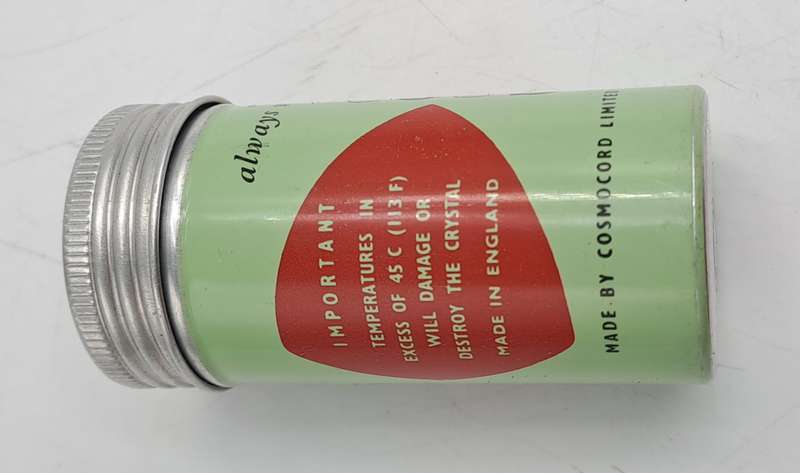 always
IMPORTANT
TEMPERATURES IN
EXCESS OF 45 C (113 F)
WILL DAMAGE OR
DESTROY THE CRYSTAL
MADE IN ENGLAND
MADE BY COSMOCORD LIMITE